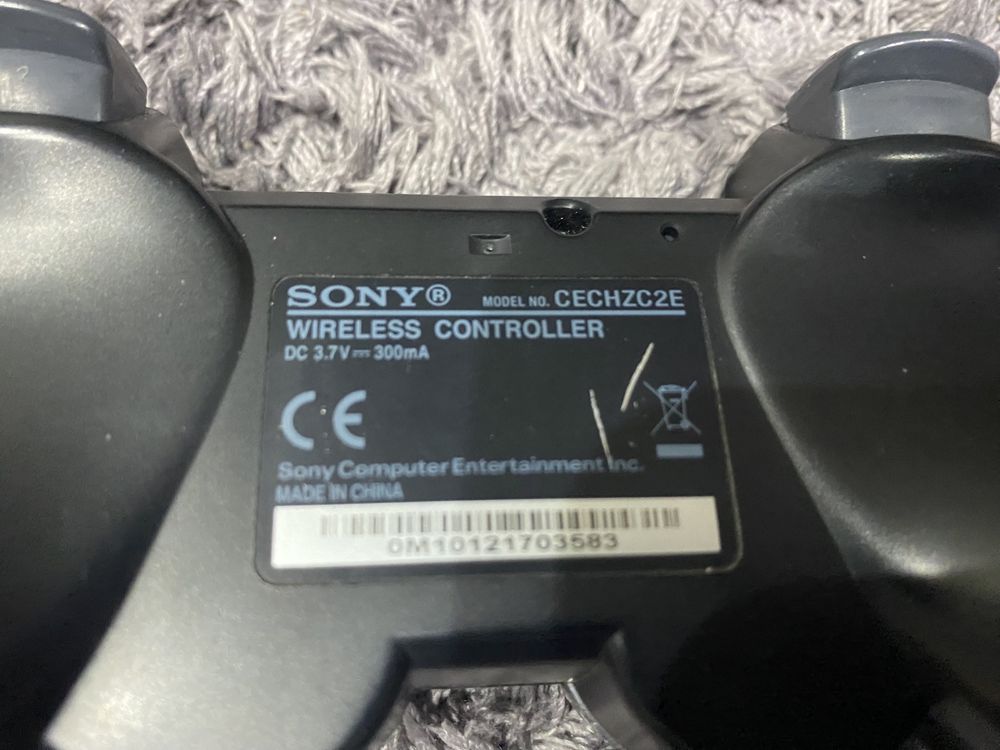 SONY® MODEL NO. CECHZC2E
WIRELESS CONTROLLER
DC 3.7V ⎓ 300mA
CE
Sony Computer Entertainment Inc.
MADE IN CHINA
0M10121703583